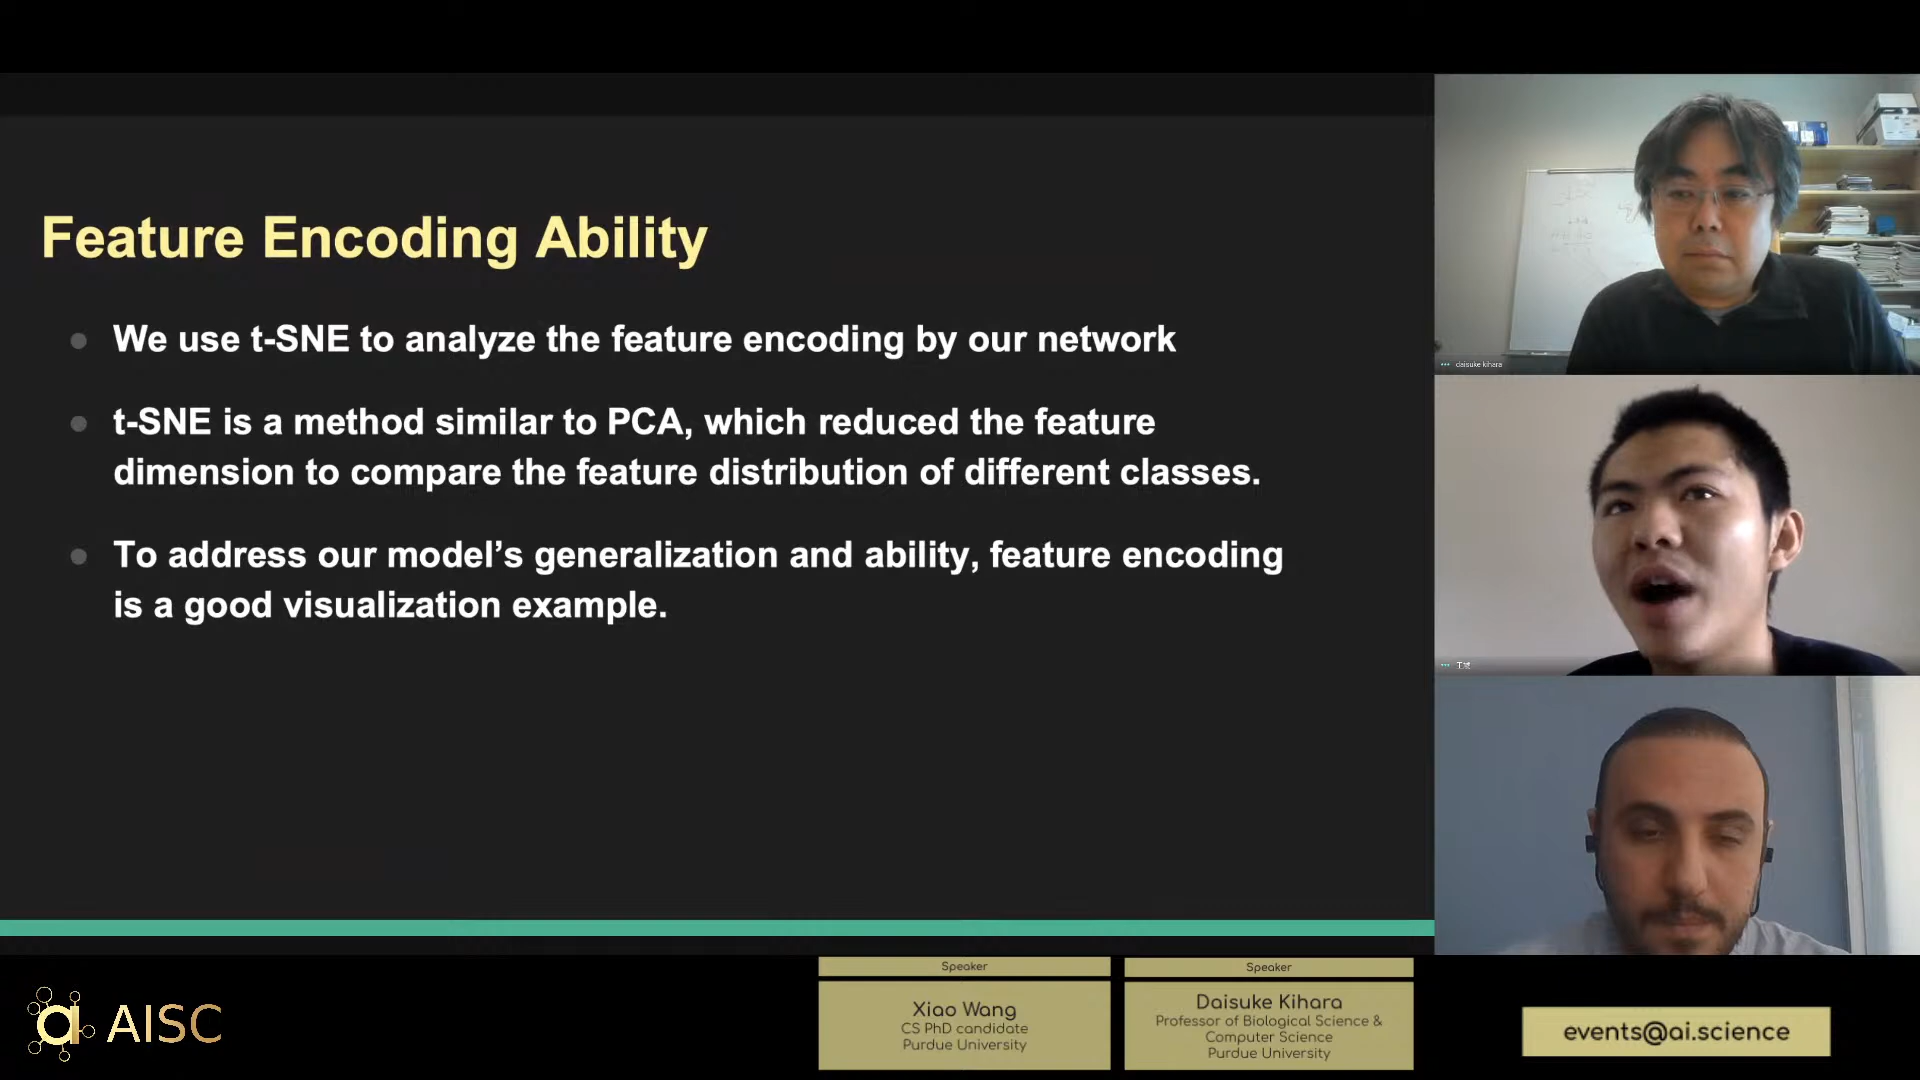 Feature Encoding Ability
We use t-SNE to analyze the feature encoding by our network
t-SNE is a method similar to PCA, which reduced the feature
dimension to compare the feature distribution of different classes.
To address our model's generalization and ability, feature encoding
is a good visualization example.
daisuke kihara
AISC
Speaker
Xiao Wang
CS PhD candidate
Purdue University
Speaker
Daisuke Kihara
Professor of Biological Science &
Computer Science
Purdue University
events@ai.science